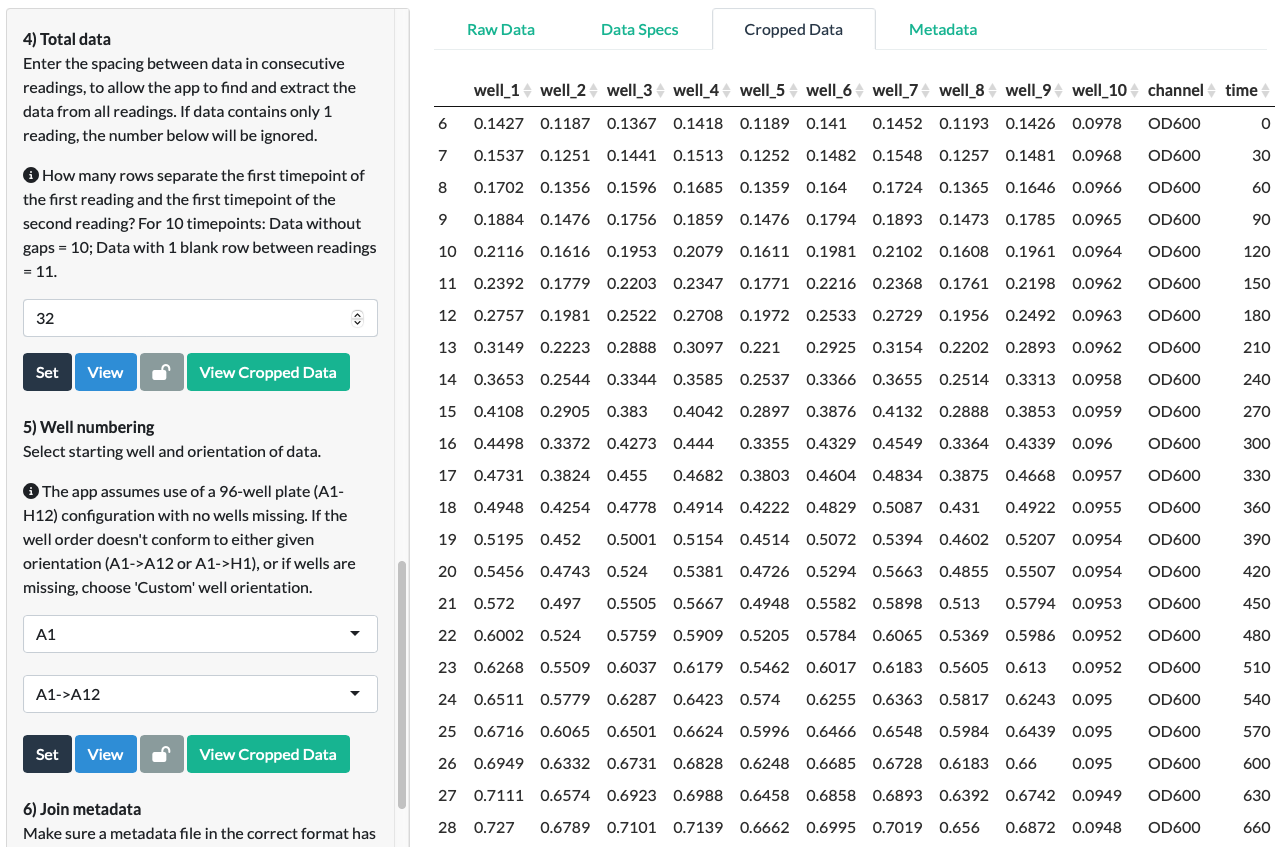 4) Total data
Enter the spacing between data in consecutive
readings, to allow the app to find and extract the
data from all readings. If data contains only 1
reading, the number below will be ignored.
How many rows separate the first timepoint of
the first reading and the first timepoint of the
second reading? For 10 timepoints: Data without
gaps = 10; Data with 1 blank row between readings
= 11.
32
Set View View Cropped Data
5) Well numbering
Select starting well and orientation of data.
The app assumes use of a 96-well plate (A1-
H12) configuration with no wells missing. If the
well order doesn't conform to either given
orientation (A1->A12 or A1->H1), or if wells are
missing, choose 'Custom' well orientation.
A1
A1->A12
Set View View Cropped Data
6) Join metadata
Make sure a metadata file in the correct format has
Raw Data Data Specs Cropped Data Metadata
well_1 well_2 well_3 well_4 well_5 well_6 well_7 well_8 well_9 well_10 channel time
6 0.1427 0.1187 0.1367 0.1418 0.1189 0.141 0.1452 0.1193 0.1426 0.0978 OD600 0
7 0.1537 0.1251 0.1441 0.1513 0.1252 0.1482 0.1548 0.1257 0.1481 0.0968 OD600 30
8 0.1702 0.1356 0.1596 0.1685 0.1359 0.164 0.1724 0.1365 0.1646 0.0966 OD600 60
9 0.1884 0.1476 0.1756 0.1859 0.1476 0.1794 0.1893 0.1473 0.1785 0.0965 OD600 90
10 0.2116 0.1616 0.1953 0.2079 0.1611 0.1981 0.2102 0.1608 0.1961 0.0964 OD600 120
11 0.2392 0.1779 0.2203 0.2347 0.1771 0.2216 0.2368 0.1761 0.2198 0.0962 OD600 150
12 0.2757 0.1981 0.2522 0.2708 0.1972 0.2533 0.2729 0.1956 0.2492 0.0963 OD600 180
13 0.3149 0.2223 0.2888 0.3097 0.221 0.2925 0.3154 0.2202 0.2893 0.0962 OD600 210
14 0.3653 0.2544 0.3344 0.3585 0.2537 0.3366 0.3655 0.2514 0.3313 0.0958 OD600 240
15 0.4108 0.2905 0.383 0.4042 0.2897 0.3876 0.4132 0.2888 0.3853 0.0959 OD600 270
16 0.4498 0.3372 0.4273 0.444 0.3355 0.4329 0.4549 0.3364 0.4339 0.096 OD600 300
17 0.4731 0.3824 0.455 0.4682 0.3803 0.4604 0.4834 0.3875 0.4668 0.0957 OD600 330
18 0.4948 0.4254 0.4778 0.4914 0.4222 0.4829 0.5087 0.431 0.4922 0.0955 OD600 360
19 0.5195 0.452 0.5001 0.5154 0.4514 0.5072 0.5394 0.4602 0.5207 0.0954 OD600 390
20 0.5456 0.4743 0.524 0.5381 0.4726 0.5294 0.5663 0.4855 0.5507 0.0954 OD600 420
21 0.572 0.497 0.5505 0.5667 0.4948 0.5582 0.5898 0.513 0.5794 0.0953 OD600 450
22 0.6002 0.524 0.5759 0.5909 0.5205 0.5784 0.6065 0.5369 0.5986 0.0952 OD600 480
23 0.6268 0.5509 0.6037 0.6179 0.5462 0.6017 0.6183 0.5605 0.613 0.0952 OD600 510
24 0.6511 0.5779 0.6287 0.6423 0.574 0.6255 0.6363 0.5817 0.6243 0.095 OD600 540
25 0.6716 0.6065 0.6501 0.6624 0.5996 0.6466 0.6548 0.5984 0.6439 0.095 OD600 570
26 0.6949 0.6332 0.6731 0.6828 0.6248 0.6685 0.6728 0.6183 0.66 0.095 OD600 600
27 0.7111 0.6574 0.6923 0.6988 0.6458 0.6858 0.6893 0.6392 0.6742 0.0949 OD600 630
28 0.727 0.6789 0.7101 0.7139 0.6662 0.6995 0.7019 0.656 0.6872 0.0948 OD600 660